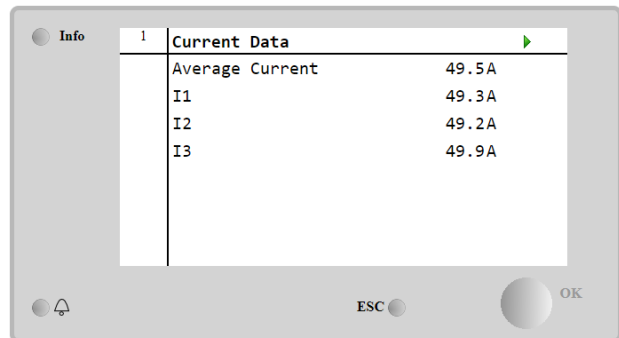 Info
1 Current Data
Average Current 49.5A
I1 49.3A
I2 49.2A
I3 49.9A
ESC
OK